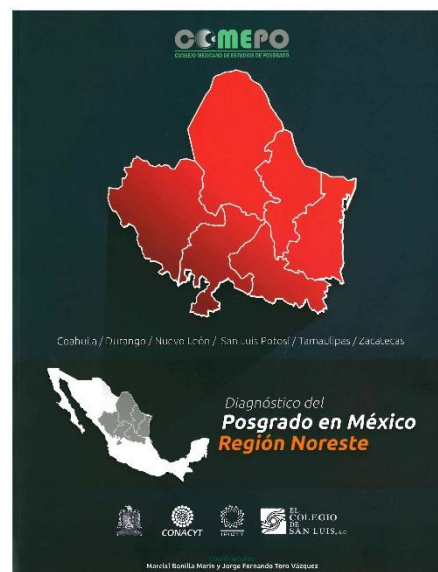 COMEPO
CONSEJO MEXICANO DE ESTUDIOS DE POSGRADO
Coahuila / Durango / Nuevo León / San Luis Potosí / Tamaulipas / Zacatecas
Diagnóstico del
Posgrado en México
Región Noreste
CONACYT
EL
COLEGIO
DE
SAN LUIS, A.C
Coordinadores
Marcial Bonilla Marín y Jorge Fernando Toro Vázquez